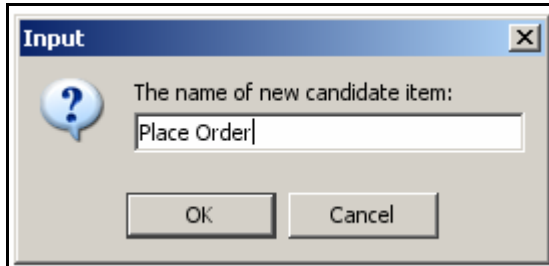 Input
The name of new candidate item:
Place Order
OK
Cancel